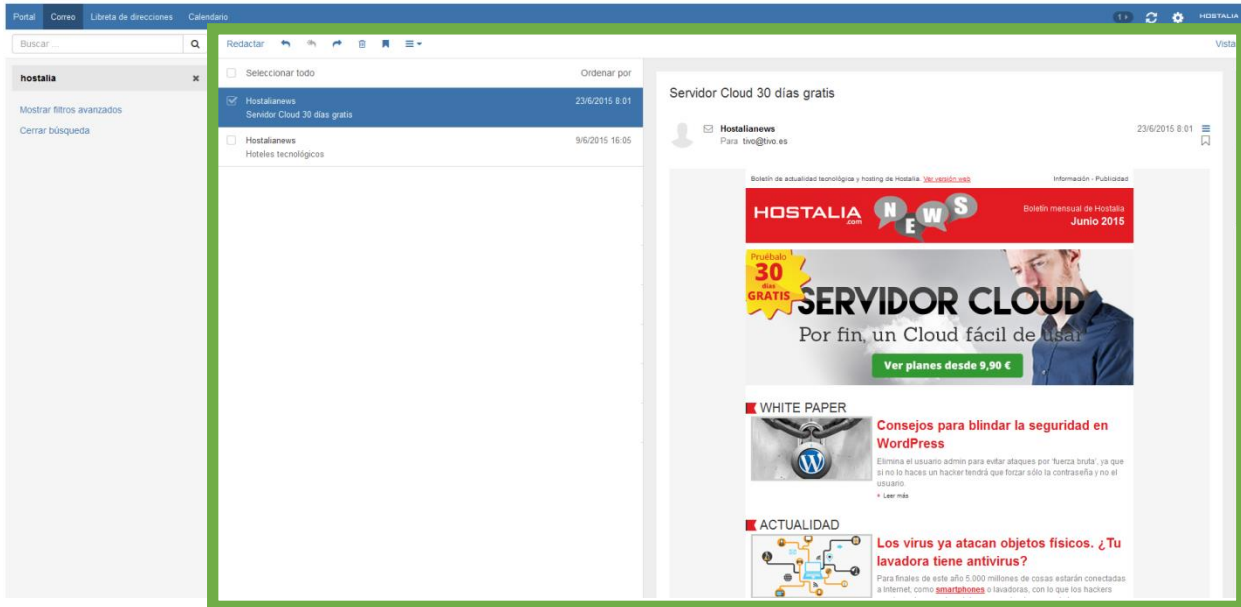 Portal Correo Libreta de direcciones Calendario
HOSTALIA
Buscar ...
hostalia
Mostrar filtros avanzados
Cerrar búsqueda
Redactar
Vista
Seleccionar todo Ordenar por
Hostalianews 23/6/2015 8:01
Servidor Cloud 30 días gratis
Hostalianews 9/6/2015 16:05
Hoteles tecnológicos
Servidor Cloud 30 días gratis
Hostalianews 23/6/2015 8:01
Para tivo@tivo.es
Boletín de actualidad tecnológica y hosting de Hostalia. Ver versión web Información - Publicidad
HOSTALIA .com NEWS
Boletín mensual de Hostalia
Junio 2015
Pruébalo
30
días
GRATIS
SERVIDOR CLOUD
Por fin, un Cloud fácil de usar
Ver planes desde 9,90 €
WHITE PAPER
Consejos para blindar la seguridad en
WordPress
Elimina el usuario admin para evitar ataques por 'fuerza bruta', ya que
si no lo haces un hacker tendrá que forzar sólo la contraseña y no el
usuario.
Leer más
ACTUALIDAD
Los virus ya atacan objetos físicos. ¿Tu
lavadora tiene antivirus?
Para finales de este año 5.000 millones de cosas estarán conectadas
a Internet, como smartphones o lavadoras, con lo que los hackers